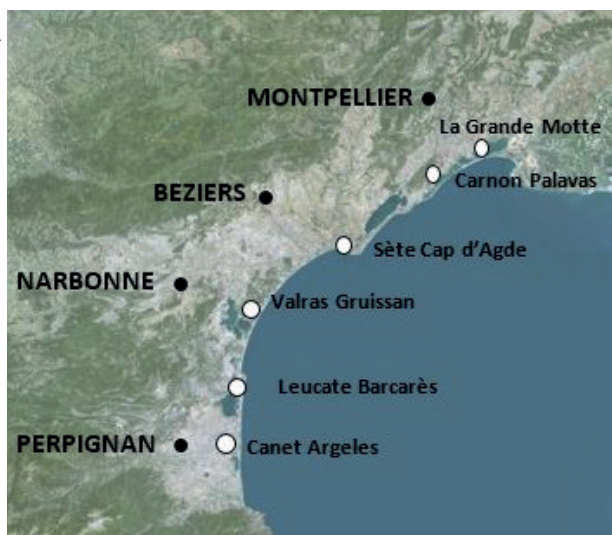 MONTPELLIER
La Grande Motte
Carnon Palavas
BEZIERS
Sète Cap d'Agde
NARBONNE
Valras Gruissan
Leucate Barcarès
PERPIGNAN
Canet Argeles